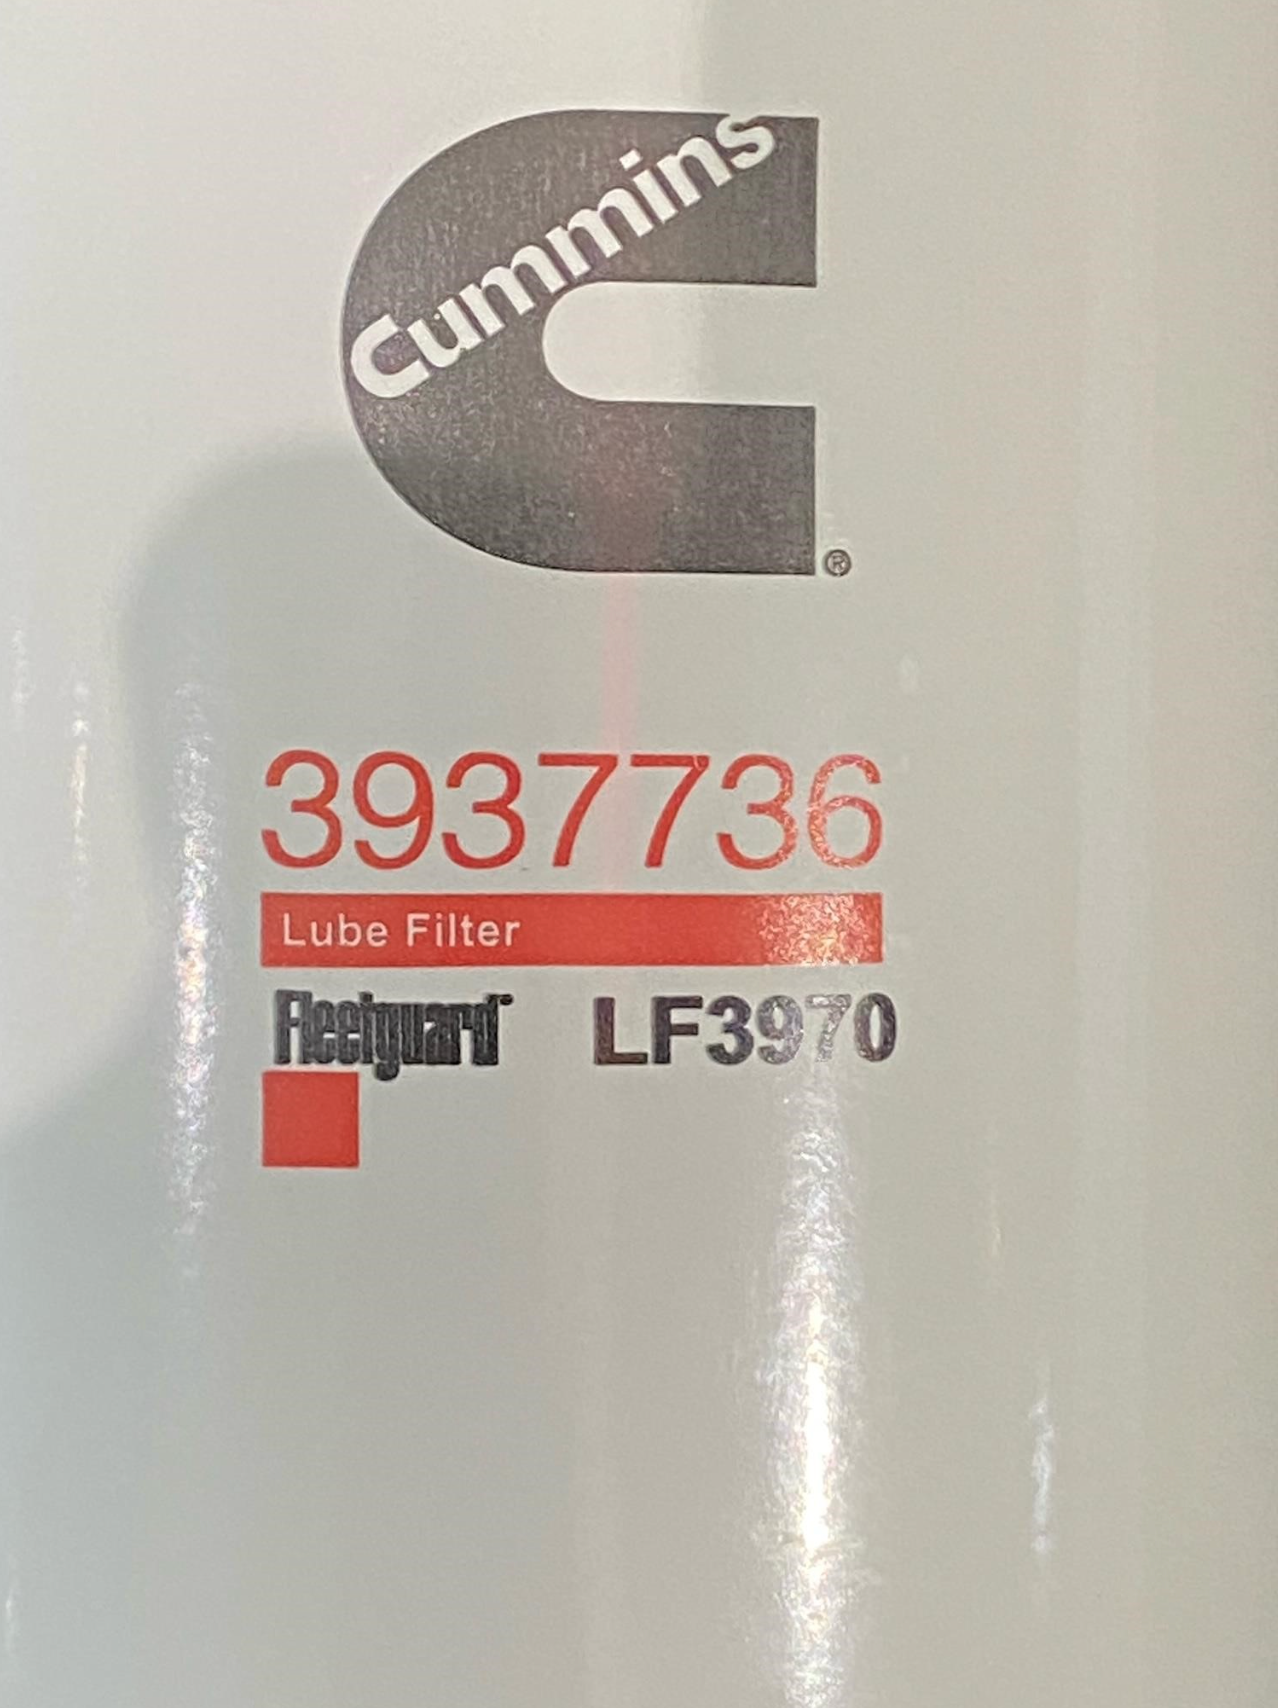 Cummins
®
3937736
Lube Filter
Fleetguard LF3970